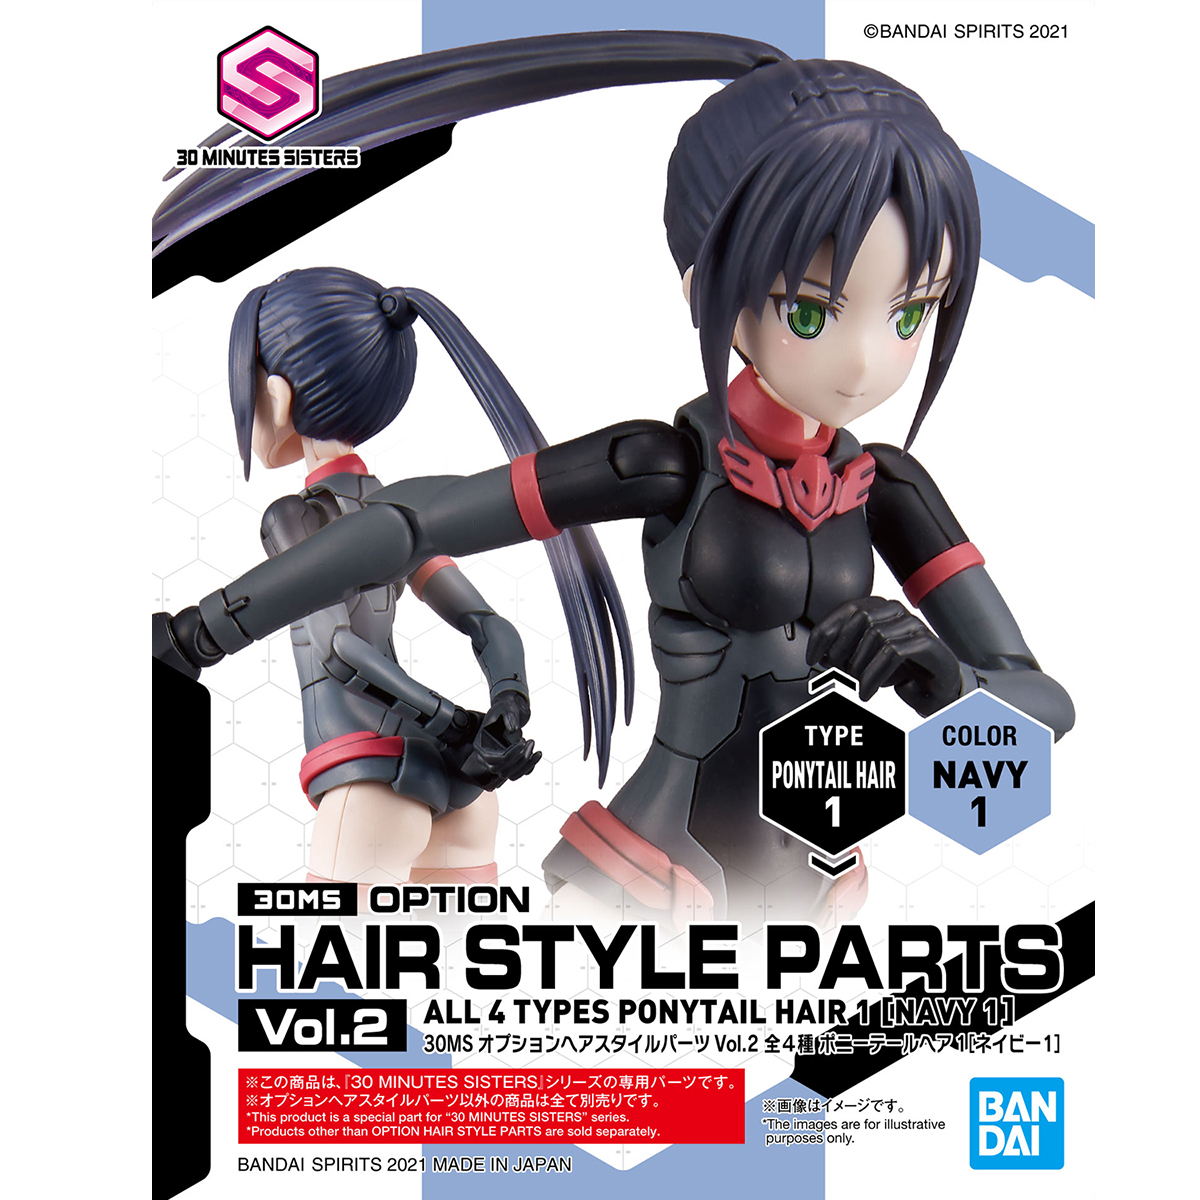 ©BANDAI SPIRITS 2021
30 MINUTES SISTERS
TYPE
PONYTAIL HAIR
1
COLOR
NAVY
1
30MS OPTION
HAIR STYLE PARTS
Vol.2
ALL 4 TYPES PONYTAIL HAIR 1 [NAVY 1]
30MS オプションヘアスタイルパーツ Vol.2 全4種 ポニーテールヘア 1[ネイビー1]
※この商品は、『30 MINUTES SISTERS』シリーズの専用パーツです。
※オプションヘアスタイルパーツ以外の商品は全て別売りです。
*This product is a special part for “30 MINUTES SISTERS” series.
*Products other than OPTION HAIR STYLE PARTS are sold separately.
※画像はイメージです。
*The images are for illustrative
purposes only.
BAN
DAI
BANDAI SPIRITS 2021 MADE IN JAPAN